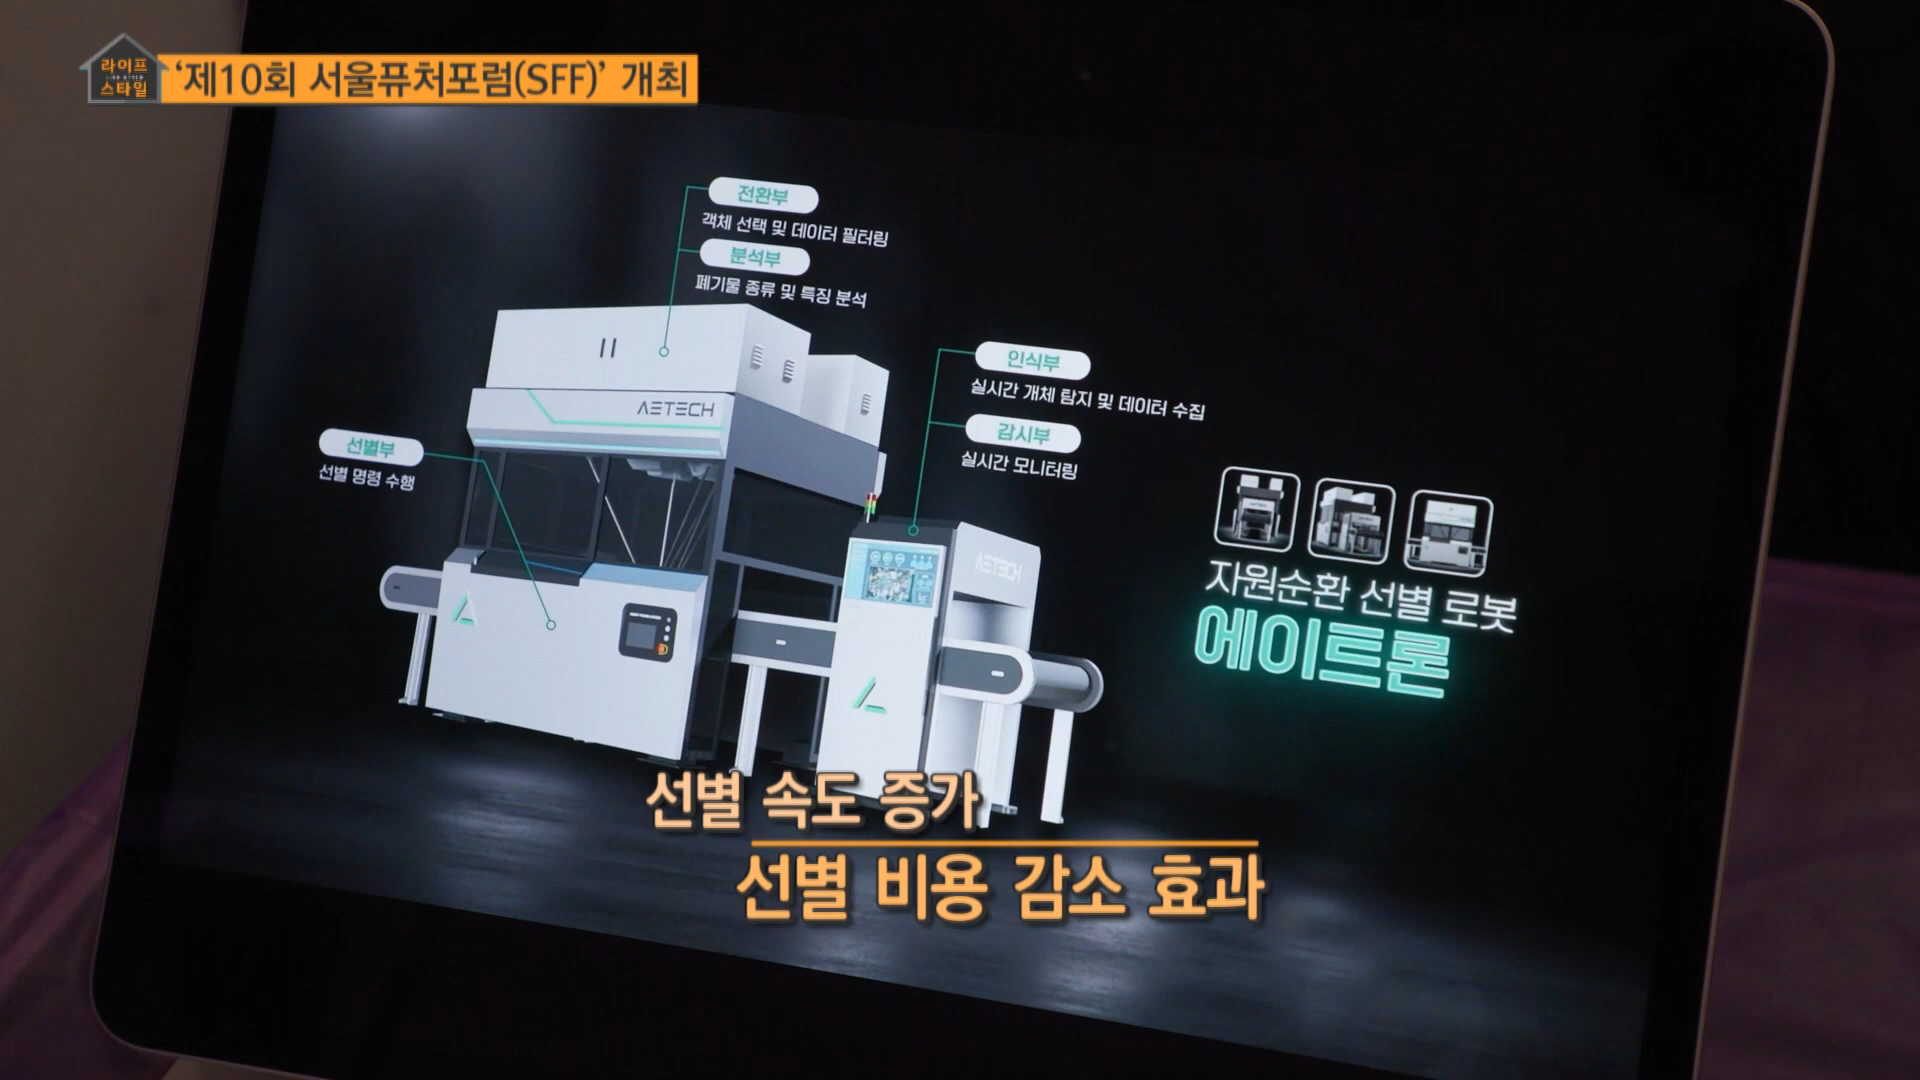 라이프
스타일
‘제10회 서울퓨처포럼(SFF)’ 개최
전환부
객체 선택 및 데이터 필터링
분석부
폐기물 종류 및 특징 분석
인식부
실시간 개체 탐지 및 데이터 수집
감시부
실시간 모니터링
선별부
선별 명령 수행
AETECH
AETECH
자원순환 선별 로봇
에이트론
선별 속도 증가
선별 비용 감소 효과